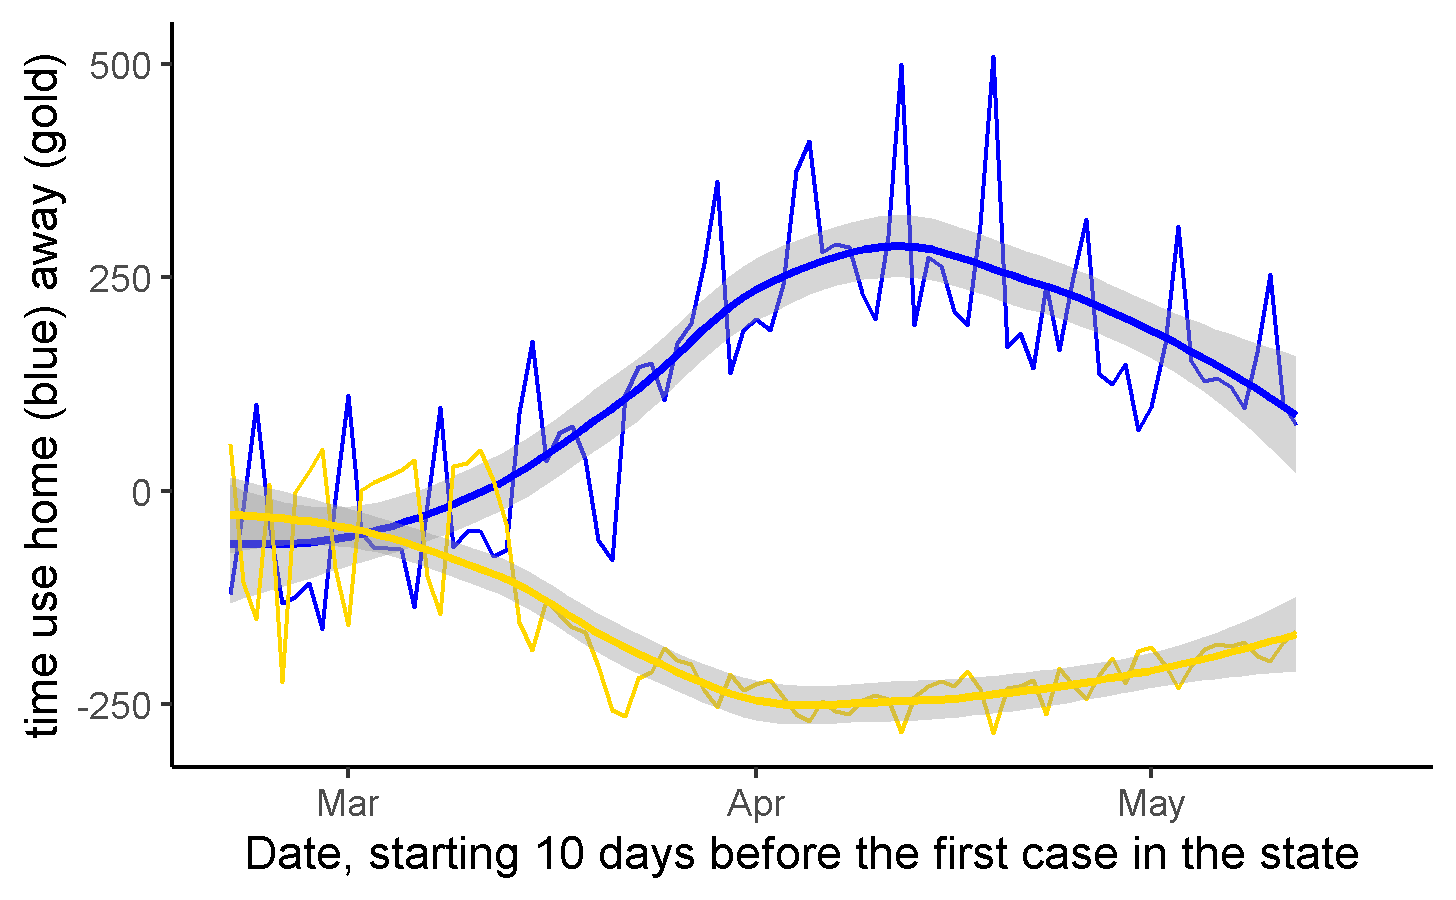 time use home (blue) away (gold)
500
250
0
-250
Mar
Apr
May
Date, starting 10 days before the first case in the state